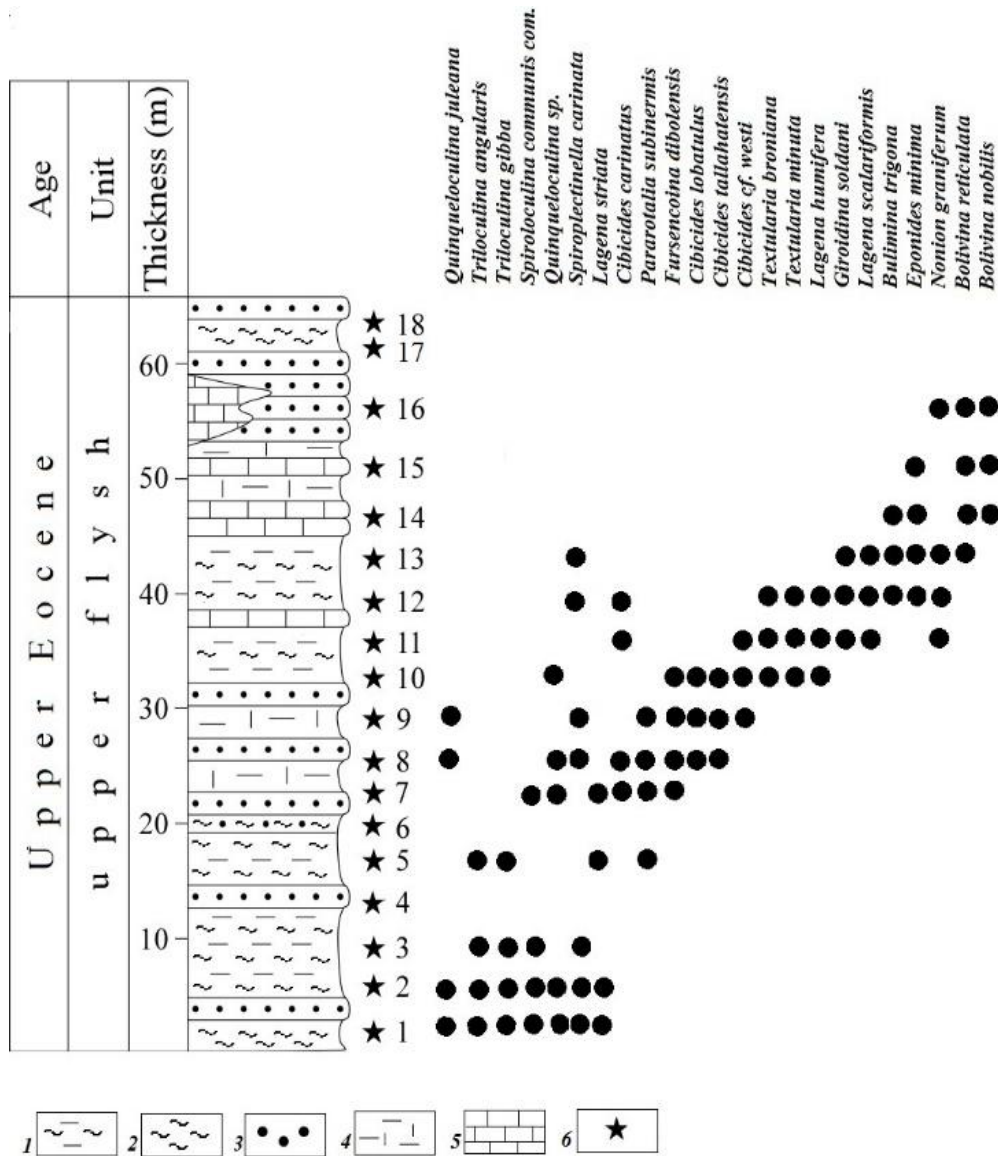 Age
Unit
Thickness (m)
Quinqueloculina juleana
Triloculina angularis
Triloculina gibba
Spiroloculina communis com.
Quinqueloculina sp.
Spiroplectinella carinata
Lagena striata
Cibicides carinatus
Pararotalia subinermis
Fursencoina dibolensis
Cibicides lobatulus
Cibicides tallahatensis
Cibicides cf. westi
Textularia broniana
Textularia minuta
Lagena humifera
Giroidina soldani
Lagena scalariformis
Bulimina trigona
Eponides minima
Nonion graniferum
Bolivina reticulata
Bolivina nobilis
Upper Eocene
upper flysch
60
50
40
30
20
10
18
17
16
15
14
13
12
11
10
9
8
7
6
5
4
3
2
1
1 2 3 4 5 6